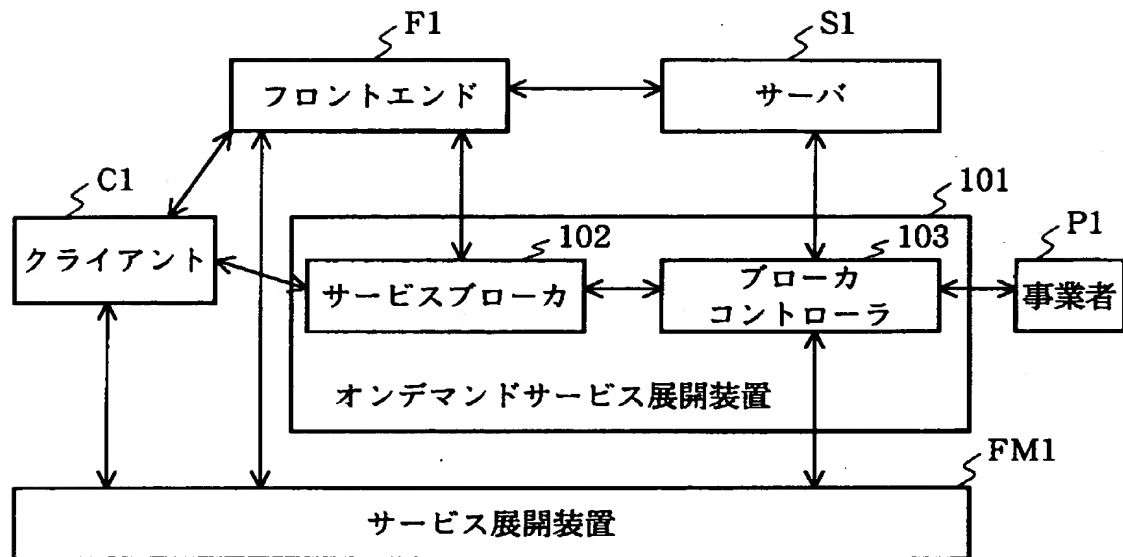 F1
S1
フロントエンド
サーバ
C1
クライアント
101
102
103
P1
サービスブローカ
ブローカ
コントローラ
事業者
オンデマンドサービス展開装置
FM1
サービス展開装置